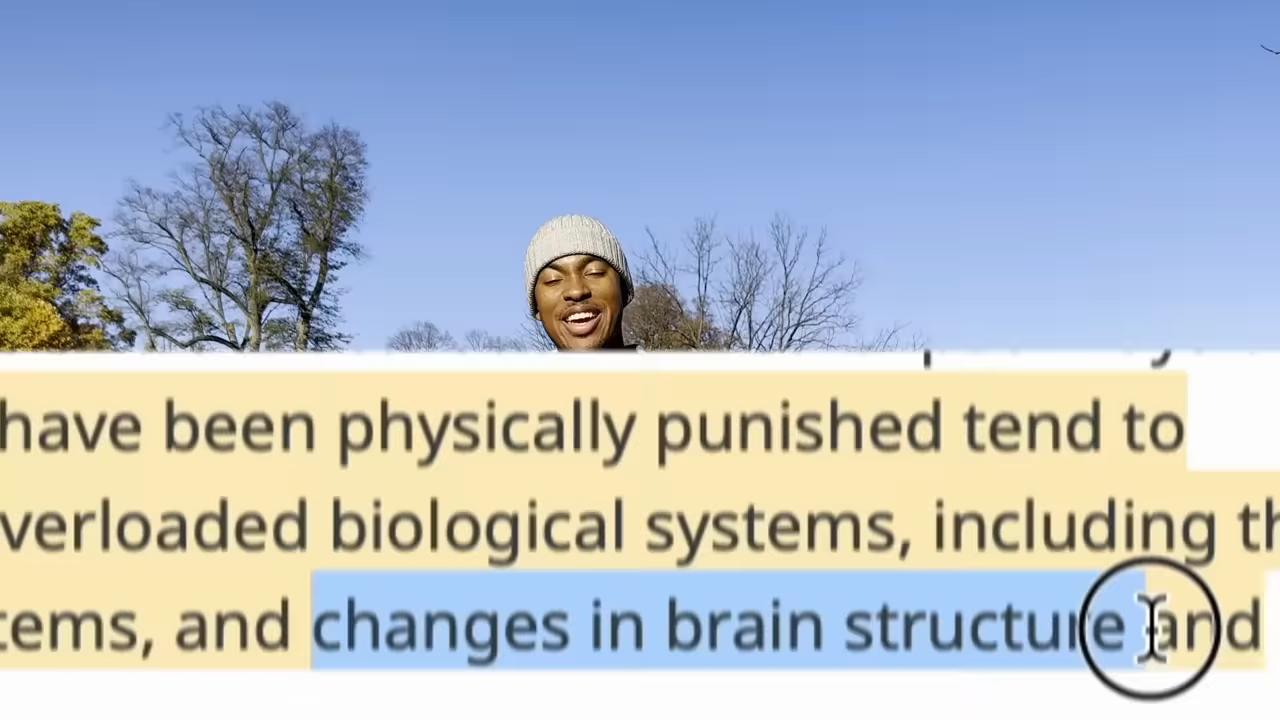 have been physically punished tend to
verloaded biological systems, including th
tems, and changes in brain structure and